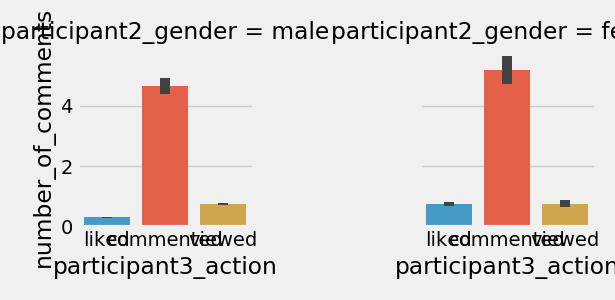 participant2_gender = male
participant2_gender = fe
number_of_comments
4
2
0
liked
commented
viewed
liked
commented
viewed
participant3_action
participant3_action